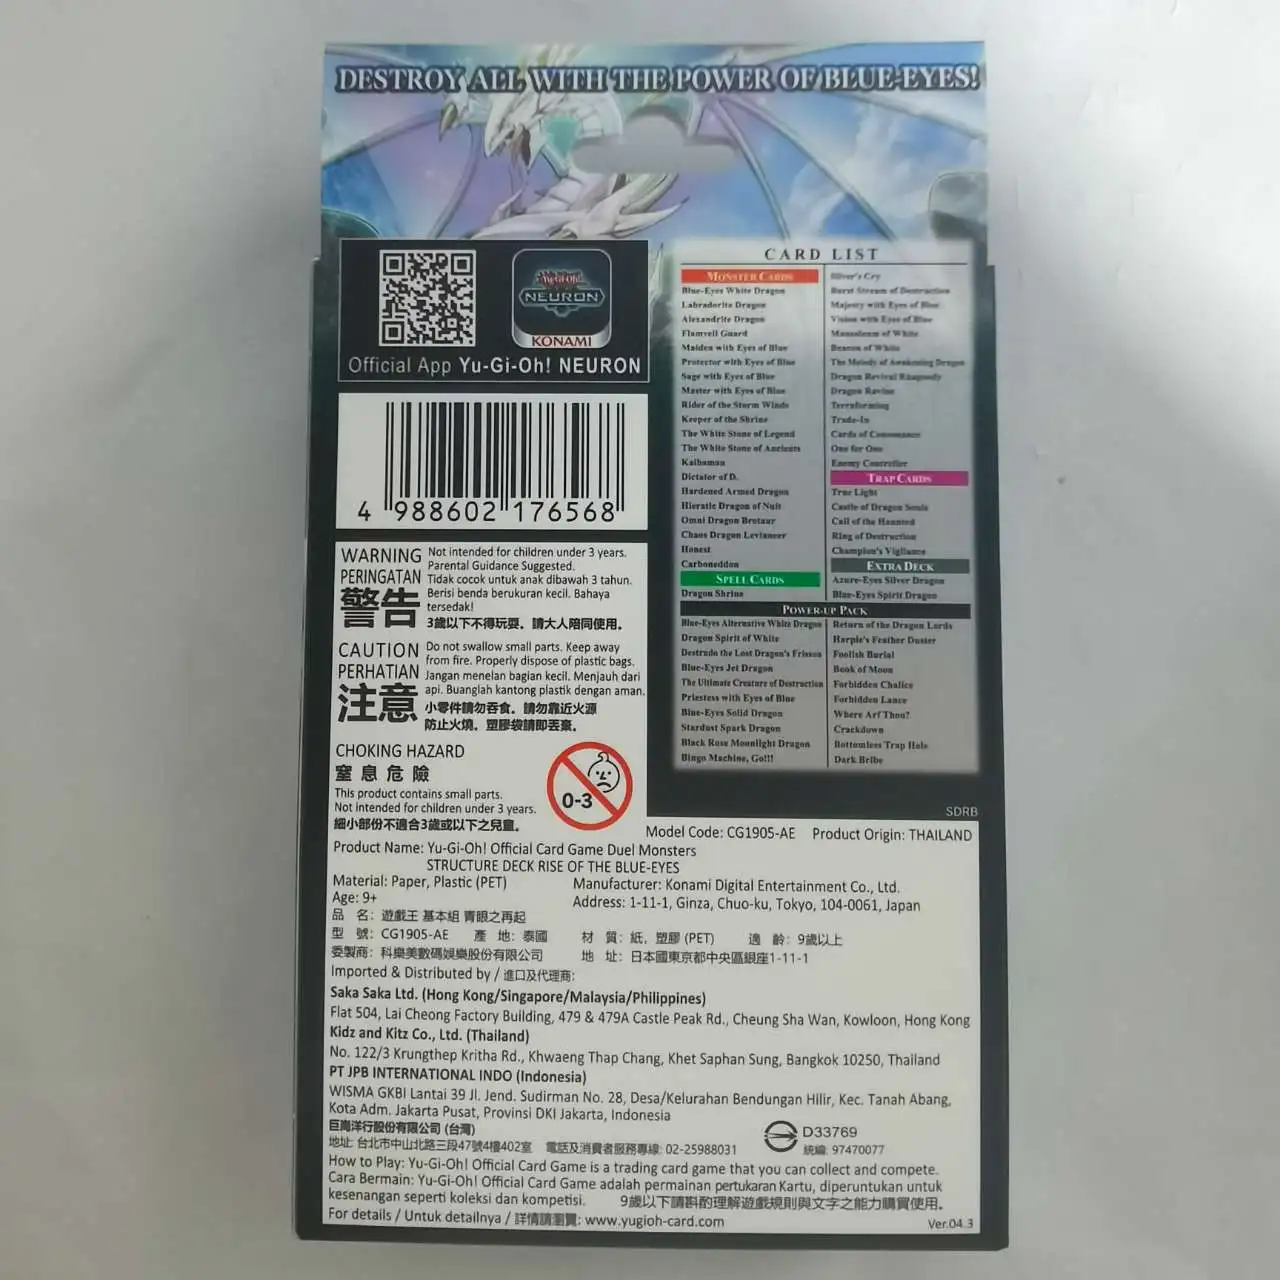 DESTROY ALL WITH THE POWER OF BLUE-EYES!
Yu-Gi-Oh!
NEURON
KONAMI
Official App Yu-Gi-Oh! NEURON
4 988602 176568
WARNING
PERINGATAN
警告
Not intended for children under 3 years.
Parental Guidance Suggested.
Tidak cocok untuk anak dibawah 3 tahun.
Berisi benda berukuran kecil. Bahaya
tersedak!
3歲以下不得玩耍。請大人陪同使用。
CAUTION
PERHATIAN
注意
Do not swallow small parts. Keep away
from fire. Properly dispose of plastic bags.
Jangan menelan bagian kecil. Menjauh dari
api. Buanglah kantong plastik dengan aman.
小零件請勿吞食。請勿靠近火源
防止火燒。塑膠袋請即丟棄。
CHOKING HAZARD
窒息危險
This product contains small parts.
Not intended for children under 3 years.
細小部份不適合3歲或以下之兒童。
0-3
CARD LIST
MONSTER CARDS
Blue-Eyes White Dragon
Labradorite Dragon
Alexandrite Dragon
Flamvell Guard
Maiden with Eyes of Blue
Protector with Eyes of Blue
Sage with Eyes of Blue
Master with Eyes of Blue
Rider of the Storm Winds
Keeper of the Shrine
The White Stone of Legend
The White Stone of Ancients
Kaibaman
Dictator of D.
Hardened Armed Dragon
Hieratic Dragon of Nuit
Omni Dragon Brotaur
Chaos Dragon Levianeer
Honest
Carboneddon
SPELL CARDS
Dragon Shrine
Silver's Cry
Burst Stream of Destruction
Majesty with Eyes of Blue
Vision with Eyes of Blue
Mausoleum of White
Beacon of White
The Melody of Awakening Dragon
Dragon Revival Rhapsody
Dragon Ravine
Terraforming
Trade-In
Cards of Consonance
One for One
Enemy Controller
TRAP CARDS
True Light
Castle of Dragon Souls
Call of the Haunted
Ring of Destruction
Champion's Vigilance
EXTRA DECK
Azure-Eyes Silver Dragon
Blue-Eyes Spirit Dragon
POWER-UP PACK
Blue-Eyes Alternative White Dragon
Dragon Spirit of White
Destrudo the Lost Dragon's Frisson
Blue-Eyes Jet Dragon
The Ultimate Creature of Destruction
Priestess with Eyes of Blue
Blue-Eyes Solid Dragon
Stardust Spark Dragon
Black Rose Moonlight Dragon
Bingo Machine, Go!!!
Return of the Dragon Lords
Harpie's Feather Duster
Foolish Burial
Book of Moon
Forbidden Chalice
Forbidden Lance
Where Arf Thou?
Crackdown
Bottomless Trap Hole
Dark Bribe
SDRB
Model Code: CG1905-AE Product Origin: THAILAND
Product Name: Yu-Gi-Oh! Official Card Game Duel Monsters
STRUCTURE DECK RISE OF THE BLUE-EYES
Material: Paper, Plastic (PET) Manufacturer: Konami Digital Entertainment Co., Ltd.
Age: 9+ Address: 1-11-1, Ginza, Chuo-ku, Tokyo, 104-0061, Japan
品 名: 遊戲王 基本組 青眼之再起
型 號: CG1905-AE 產 地: 泰國 材 質: 紙, 塑膠 (PET) 適 齡: 9歲以上
委製商: 科樂美數碼娛樂股份有限公司 地 址: 日本國東京都中央區銀座1-11-1
Imported & Distributed by / 進口及代理商:
Saka Saka Ltd. (Hong Kong/Singapore/Malaysia/Philippines)
Flat 504, Lai Cheong Factory Building, 479 & 479A Castle Peak Rd., Cheung Sha Wan, Kowloon, Hong Kong
Kidz and Kitz Co., Ltd. (Thailand)
No. 122/3 Krungthep Kritha Rd., Khwaeng Thap Chang, Khet Saphan Sung, Bangkok 10250, Thailand
PT JPB INTERNATIONAL INDO (Indonesia)
WISMA GKBI Lantai 39 Jl. Jend. Sudirman No. 28, Desa/Kelurahan Bendungan Hilir, Kec. Tanah Abang,
Kota Adm. Jakarta Pusat, Provinsi DKI Jakarta, Indonesia
巨嵩洋行股份有限公司 (台灣)
地址: 台北市中山北路三段47號4樓402室 電話及消費者服務專線: 02-25988031
D33769
統編: 97470077
How to Play: Yu-Gi-Oh! Official Card Game is a trading card game that you can collect and compete.
Cara Bermain: Yu-Gi-Oh! Official Card Game adalah permainan pertukaran Kartu, diperuntukan untuk
kesenangan seperti koleksi dan kompetisi. 9歲以下請斟酌理解遊戲規則與文字之能力購買使用。
For details / Untuk detailnya / 詳情請瀏覽: www.yugioh-card.com
Ver.04.3